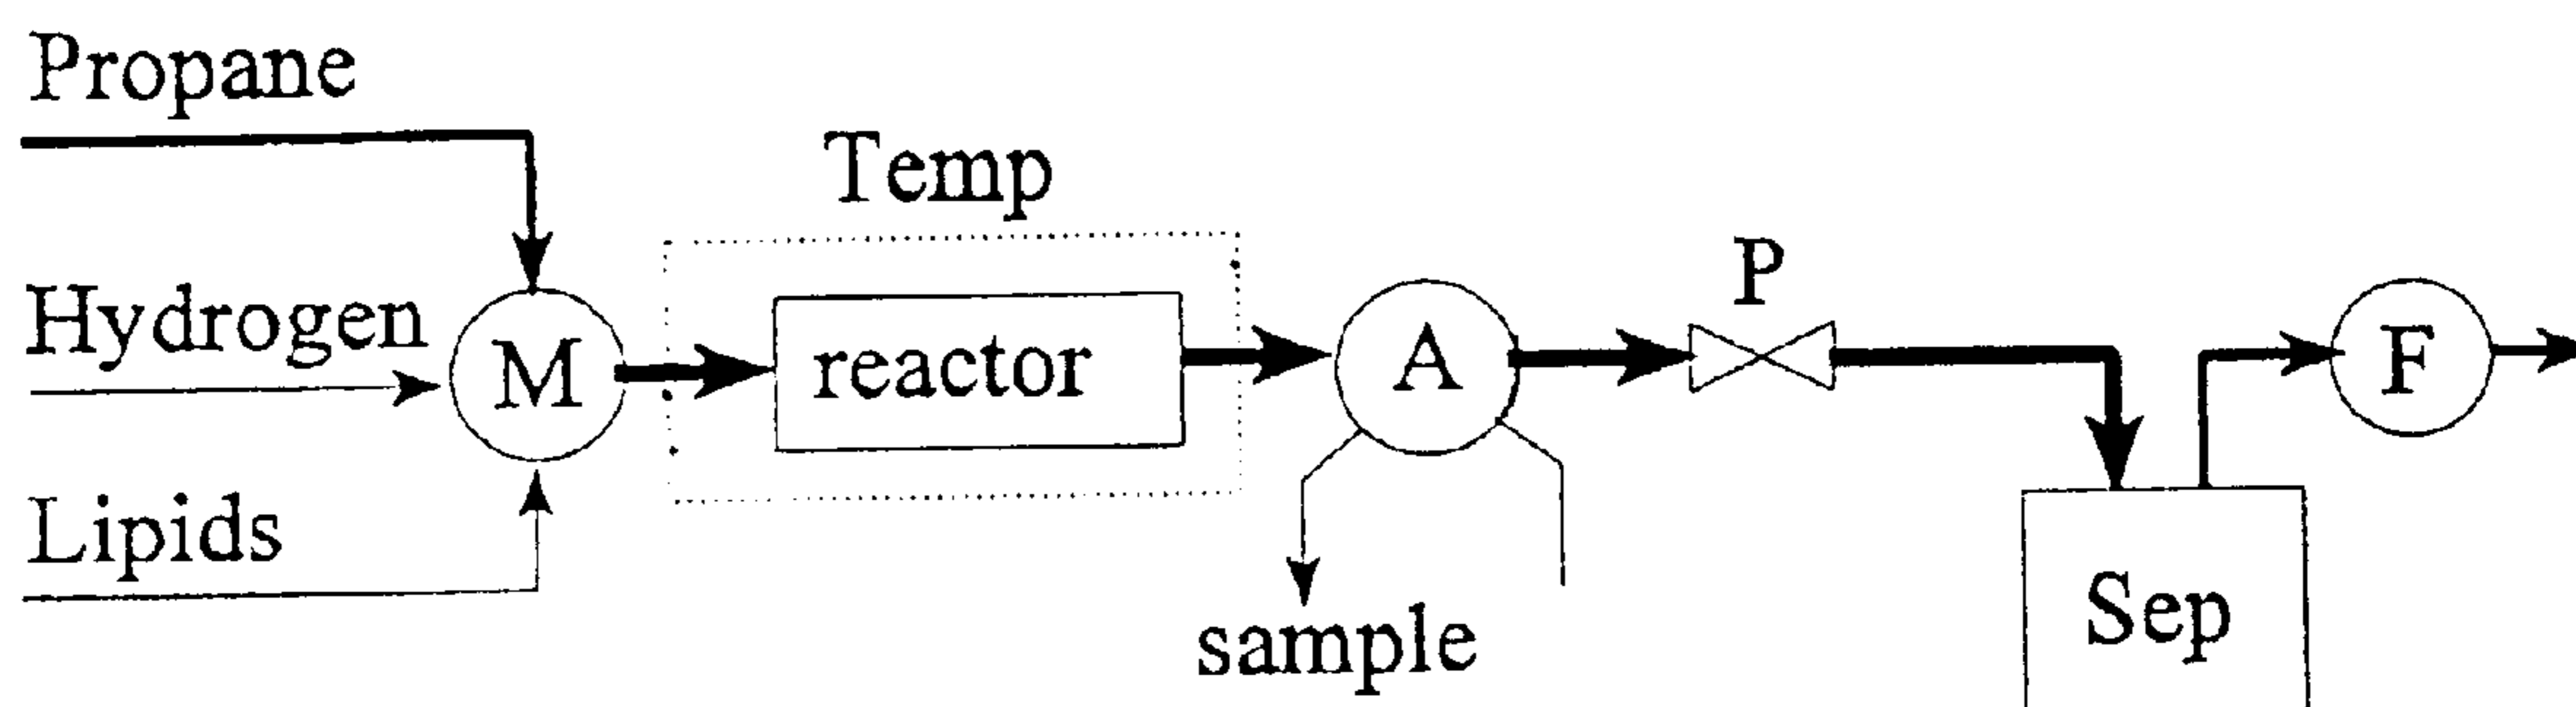 Propane
Temp
Hydrogen
M
reactor
A
P
F
Lipids
sample
Sep